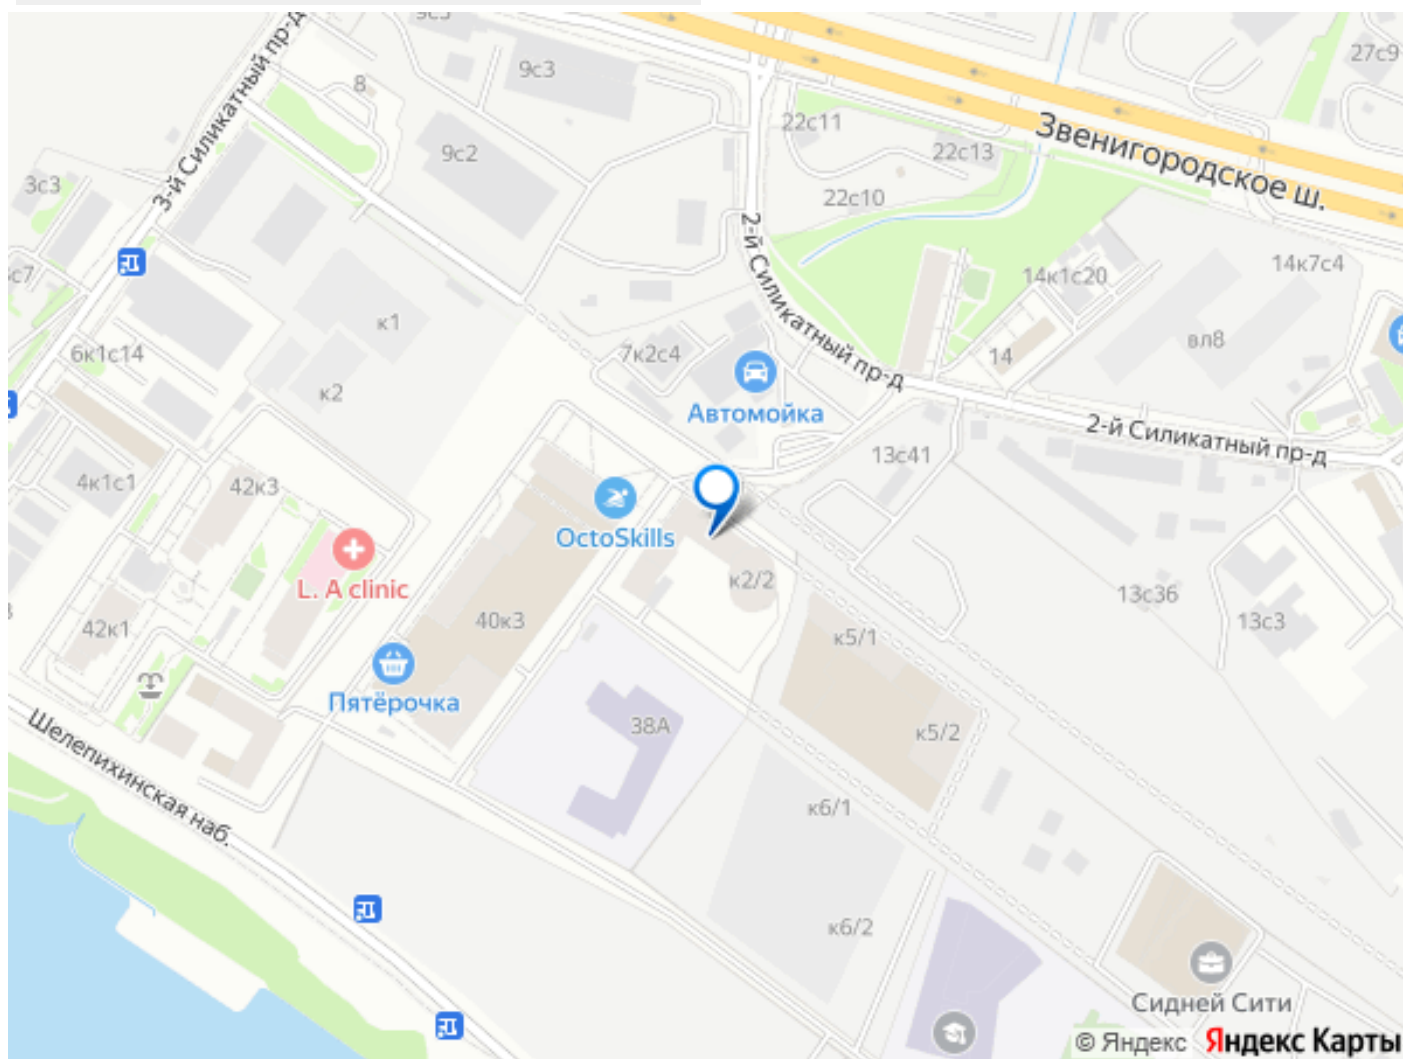 9с5
27с9
9с3
8
3-й Силикатный пр-д
22с11
Звенигородское ш.
9с2
22с13
3с3
22с10
2-й Силикатный пр-д
14к1с20
14к7с4
к1
6к1с14
7к2с4
14
вл8
к2
Автомойка
2-й Силикатный пр-д
13с41
4к1с1
42к3
OctoSkills
L. A clinic
к2/2
13с36
42к1
40к3
13с3
к5/1
Пятёрочка
38А
к5/2
Шелепихинская наб.
к6/1
к6/2
Сидней Сити
© Яндекс Яндекс Карты